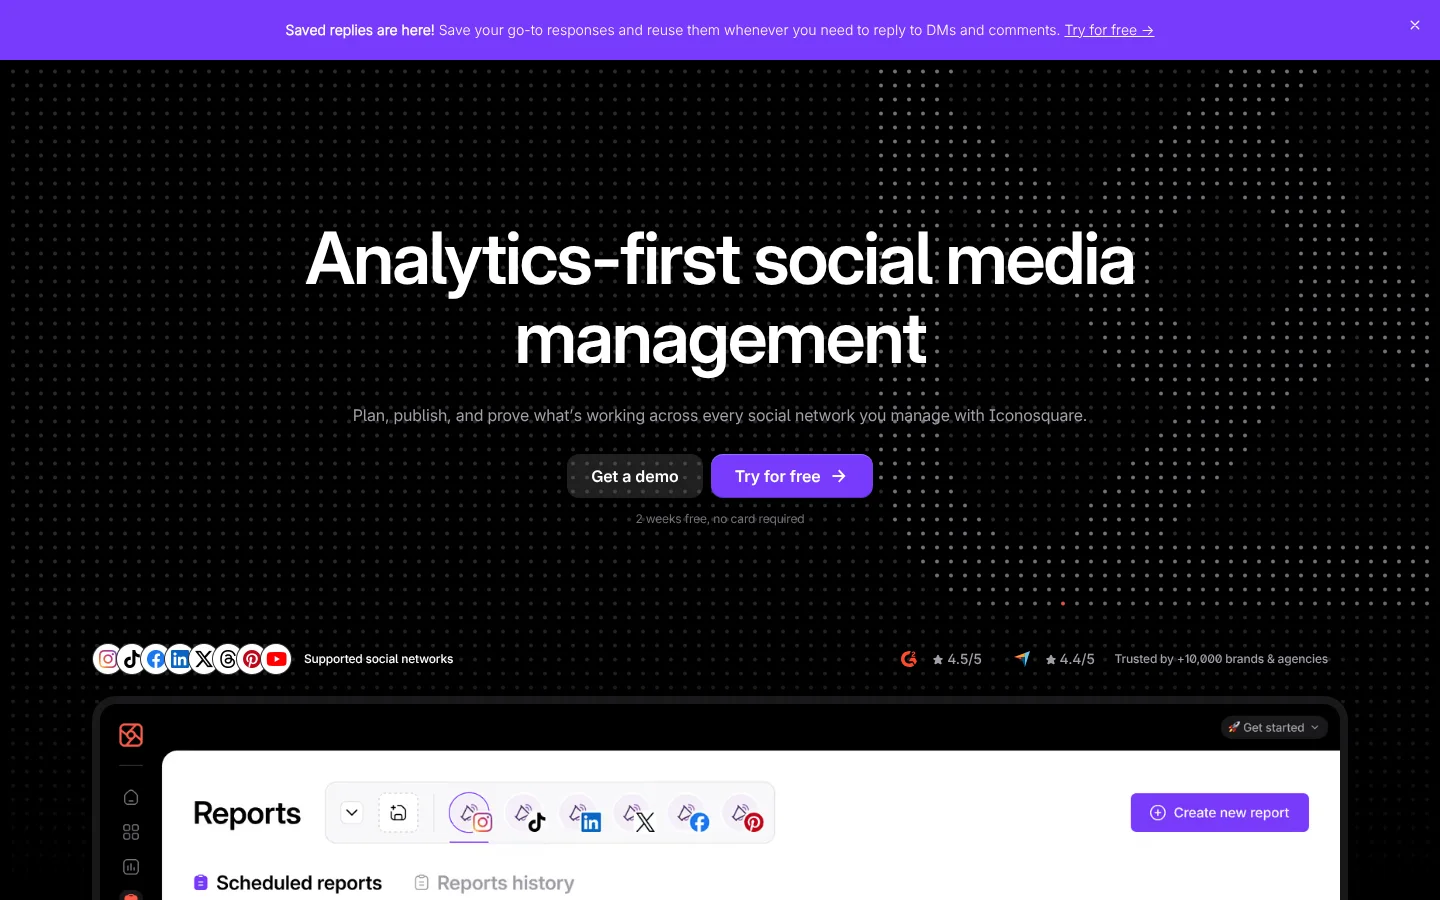 Saved replies are here! Save your go-to responses and reuse them whenever you need to reply to DMs and comments. Try for free →
Analytics-first social media
management
Plan, publish, and prove what's working across every social network you manage with Iconosquare.
Get a demo
Try for free →
2 weeks free, no card required
Supported social networks
4.5/5
4.4/5
Trusted by +10,000 brands & agencies
Get started
Reports
Create new report
Scheduled reports
Reports history